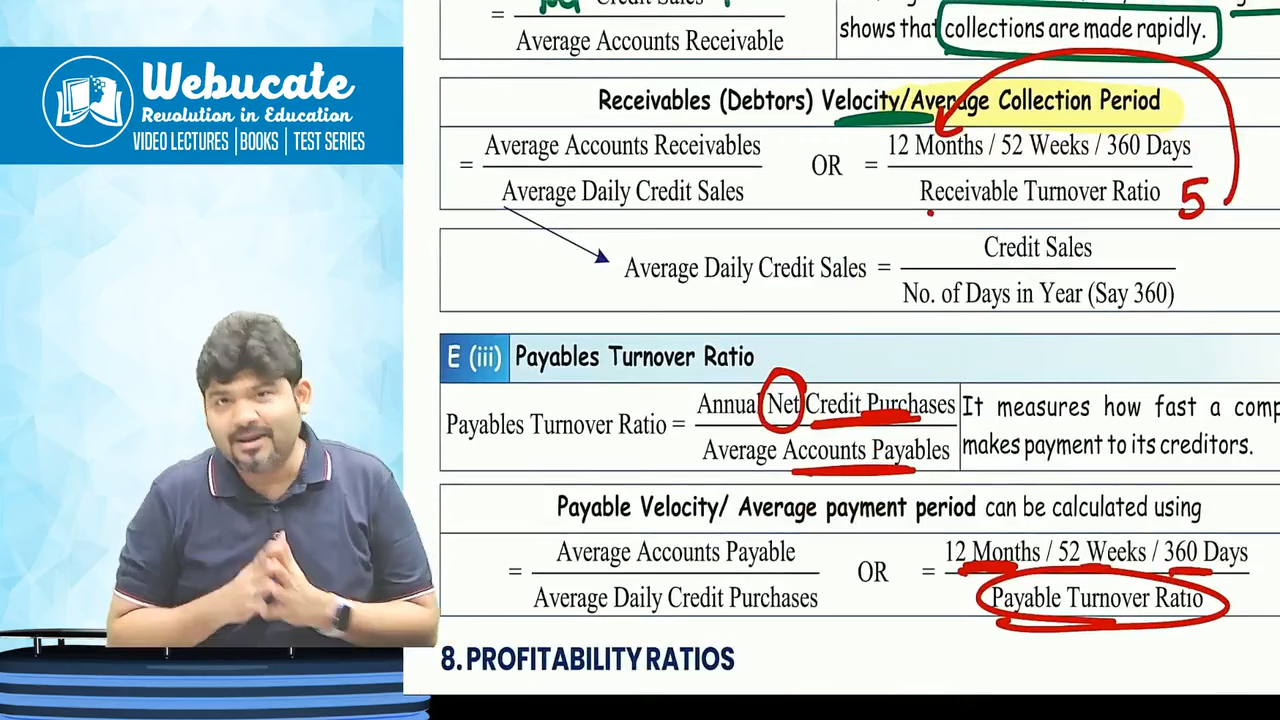 Webucate
Revolution in Education
VIDEO LECTURES | BOOKS | TEST SERIES
= Credit Sales
Average Accounts Receivable
shows that collections are made rapidly.
Receivables (Debtors) Velocity/Average Collection Period
= Average Accounts Receivables
Average Daily Credit Sales
OR = 12 Months / 52 Weeks / 360 Days
Receivable Turnover Ratio 5
Average Daily Credit Sales = Credit Sales
No. of Days in Year (Say 360)
E (iii) Payables Turnover Ratio
Payables Turnover Ratio = Annual Net Credit Purchases
Average Accounts Payables
It measures how fast a comp
makes payment to its creditors.
Payable Velocity/ Average payment period can be calculated using
= Average Accounts Payable
Average Daily Credit Purchases
OR = 12 Months / 52 Weeks / 360 Days
Payable Turnover Ratio
8. PROFITABILITY RATIOS